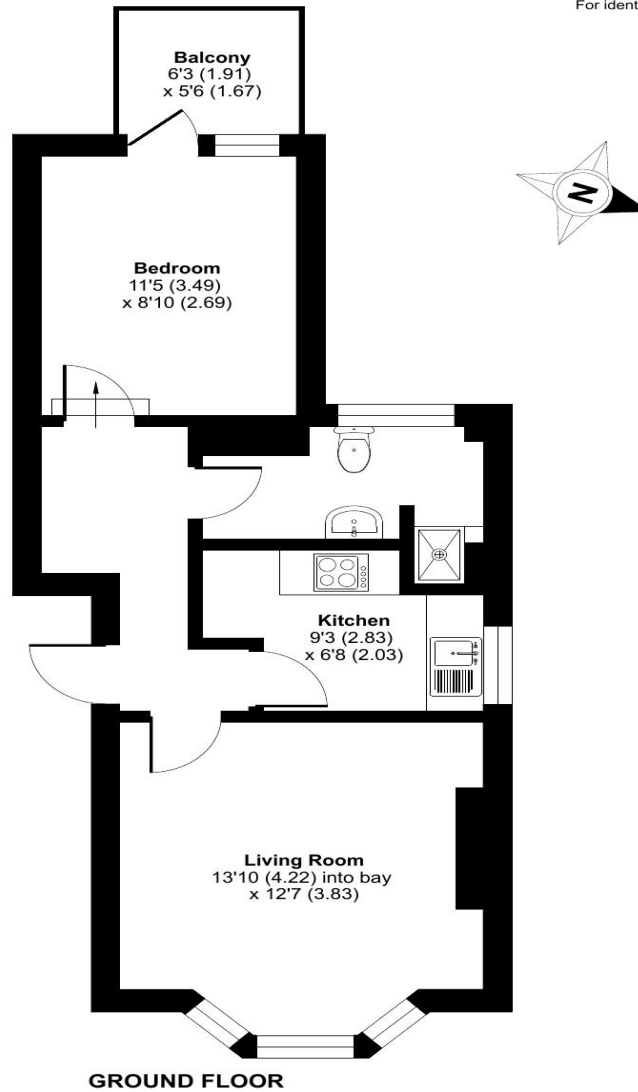 For ident
Balcony
6'3 (1.91)
x 5'6 (1.67)
N
Bedroom
11'5 (3.49)
x 8'10 (2.69)
Kitchen
9'3 (2.83)
x 6'8 (2.03)
Living Room
13'10 (4.22) into bay
x 12'7 (3.83)
GROUND FLOOR